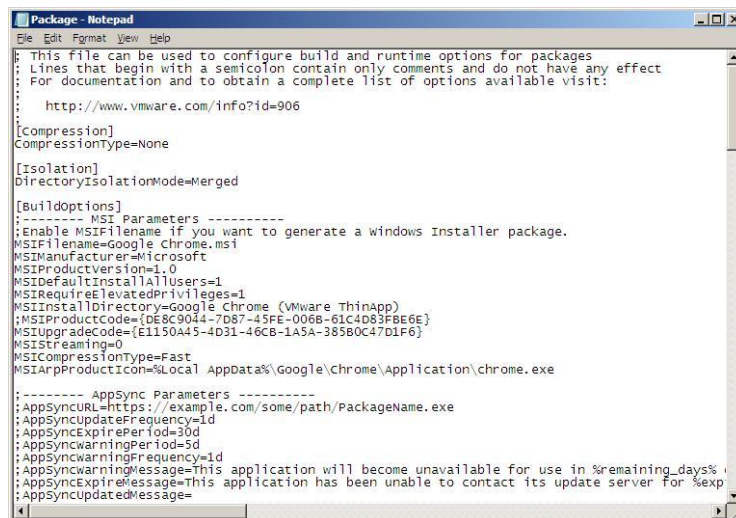 Package - Notepad
File Edit Format View Help
; This file can be used to configure build and runtime options for packages
; Lines that begin with a semicolon contain only comments and do not have any effect
; For documentation and to obtain a complete list of options available visit:
;
;   http://www.vmware.com/info?id=906
;
[Compression]
CompressionType=None

[Isolation]
DirectoryIsolationMode=Merged

[BuildOptions]
;-------- MSI Parameters ----------
;Enable MSIFilename if you want to generate a Windows Installer package.
MSIFilename=Google Chrome.msi
MSIManufacturer=Microsoft
MSIProductVersion=1.0
MSIDefaultInstallAllUsers=1
MSIRequireElevatedPrivileges=1
MSIInstallDirectory=Google Chrome (VMware ThinApp)
;MSIProductCode={DE8C9044-7D87-45FE-006B-61C4D83FBE6E}
MSIUpgradeCode={E1150A45-4D31-46CB-1A5A-385B0C47D1F6}
MSIStreaming=0
MSICompressionType=Fast
MSIArpProductIcon=%Local AppData%\Google\Chrome\Application\chrome.exe

;-------- AppSync Parameters ----------
;AppSyncURL=https://example.com/some/path/PackageName.exe
;AppSyncUpdateFrequency=1d
;AppSyncExpirePeriod=30d
;AppSyncWarningPeriod=5d
;AppSyncWarningFrequency=1d
;AppSyncWarningMessage=This application will become unavailable for use in %remaining_days%
;AppSyncExpireMessage=This application has been unable to contact its update server for %exp
;AppSyncUpdatedMessage=